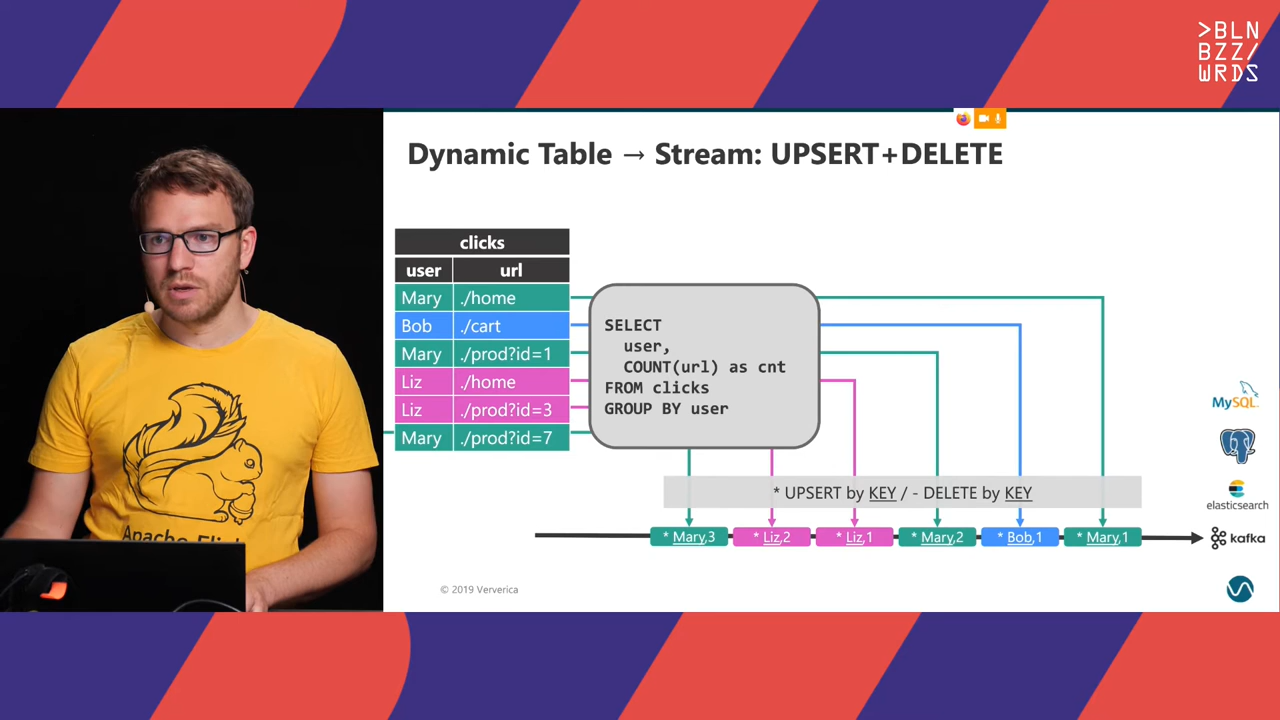 >BLN
BZZ/
WRDS
Dynamic Table → Stream: UPSERT+DELETE
clicks
user url
Mary ./home
Bob ./cart
Mary ./prod?id=1
Liz ./home
Liz ./prod?id=3
Mary ./prod?id=7
SELECT
user,
COUNT(url) as cnt
FROM clicks
GROUP BY user
* UPSERT by KEY / - DELETE by KEY
* Mary,3 * Liz,2 * Liz,1 * Mary,2 * Bob,1 * Mary,1
MySQL
elasticsearch
kafka
© 2019 Ververica
Apache Flink